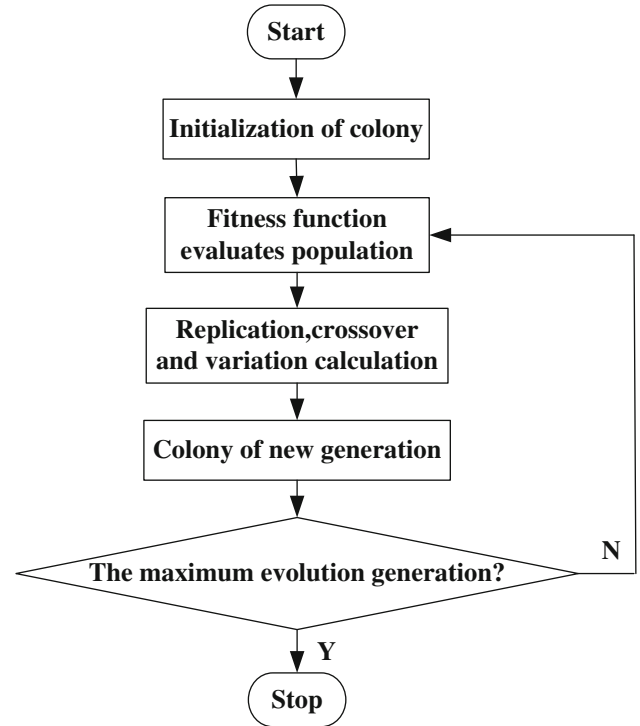 Start
Initialization of colony
Fitness function
evaluates population
Replication,crossover
and variation calculation
Colony of new generation
The maximum evolution generation?
N
Y
Stop